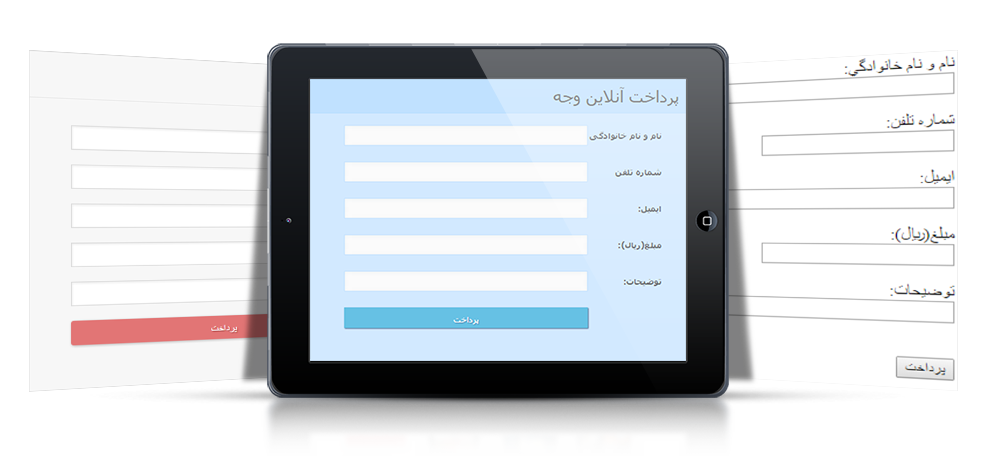 پرداخت آنلاین وجه
نام و نام خانوادگی
شماره تلفن
ایمیل:
مبلغ(ریال):
توضیحات:
پرداخت
نام و نام خانوادگي:
شماره تلفن:
ایمیل:
مبلغ(ریال):
توضیحات:
پرداخت
پرداخت